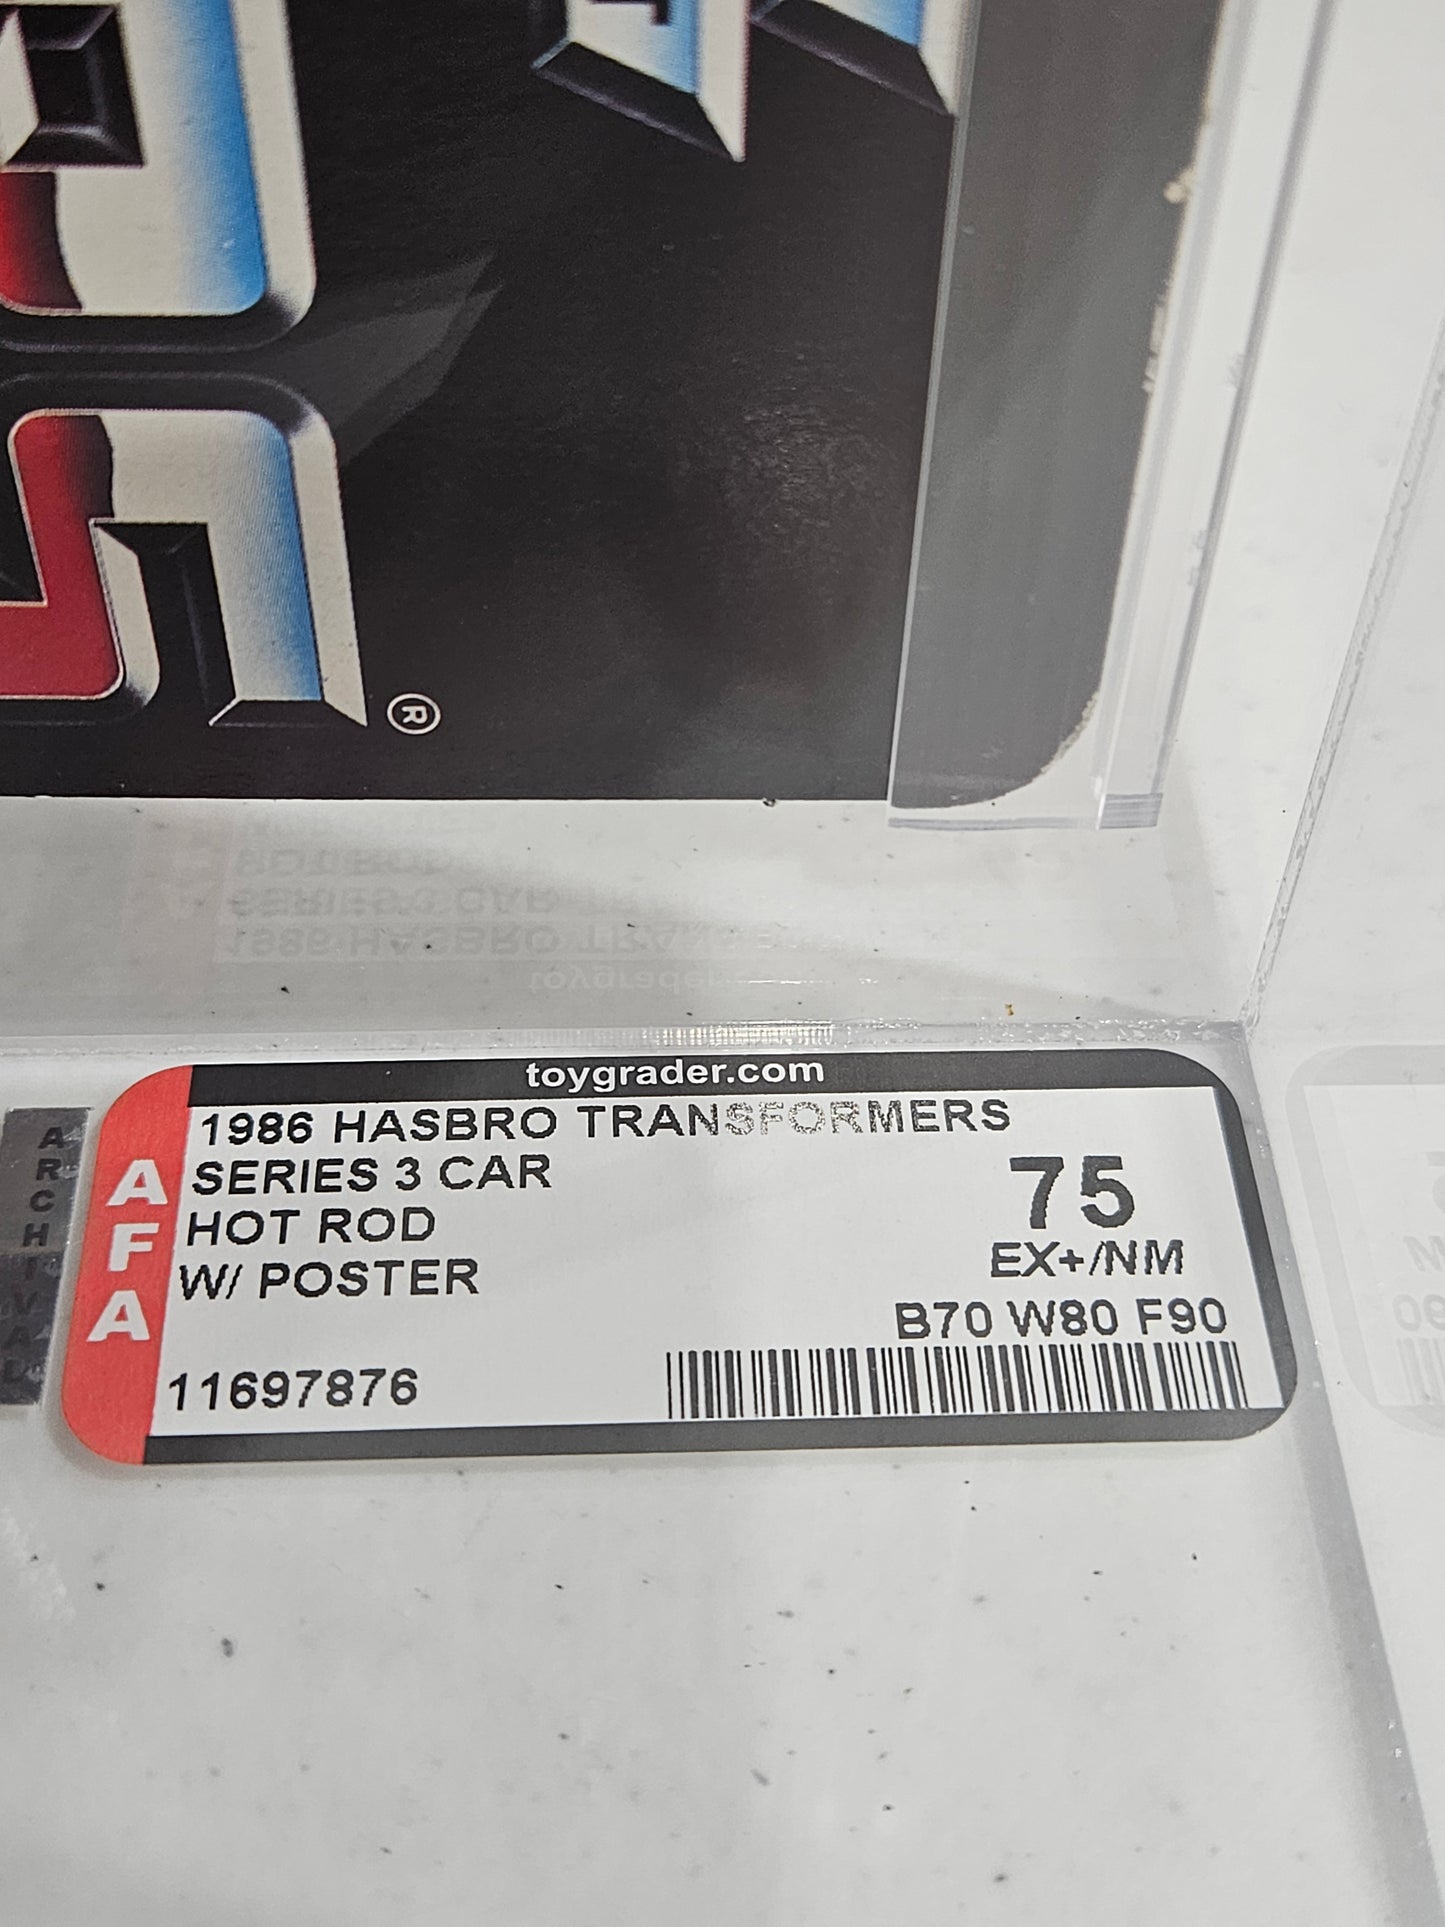 ®
toygrader.com
1986 HASBRO TRANSFORMERS
SERIES 3 CAR
HOT ROD
W/ POSTER
75
EX+/NM
B70 W80 F90
11697876
AFA
ARCHIVAL